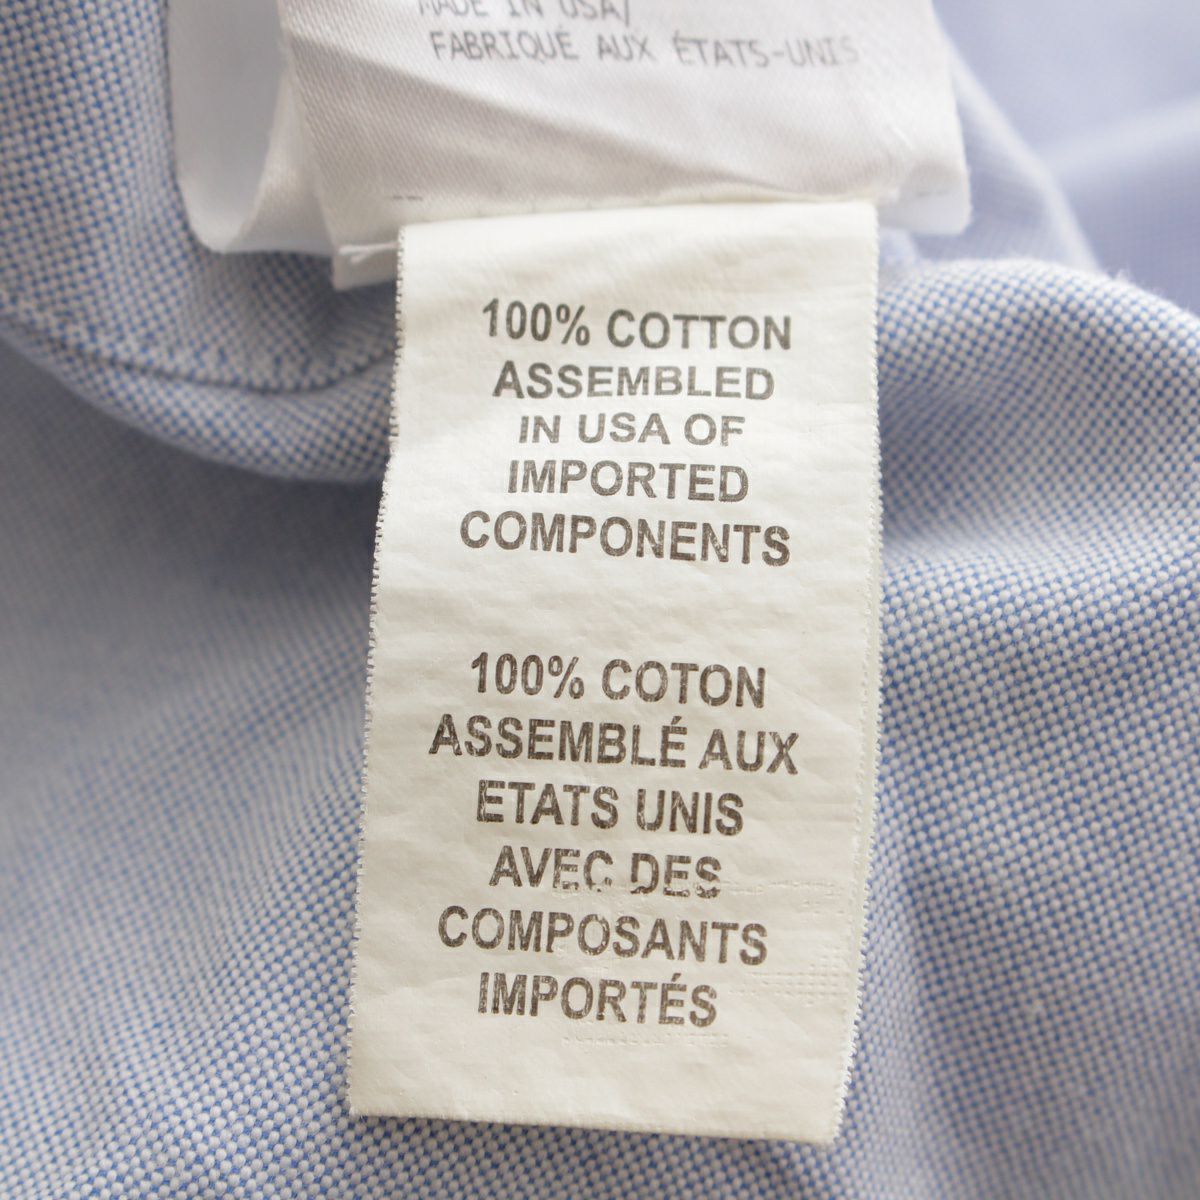 MADE IN USA/
FABRIQUÉ AUX ÉTATS-UNIS
100% COTTON
ASSEMBLED
IN USA OF
IMPORTED
COMPONENTS
100% COTON
ASSEMBLÉ AUX
ETATS UNIS
AVEC DES
COMPOSANTS
IMPORTÉS